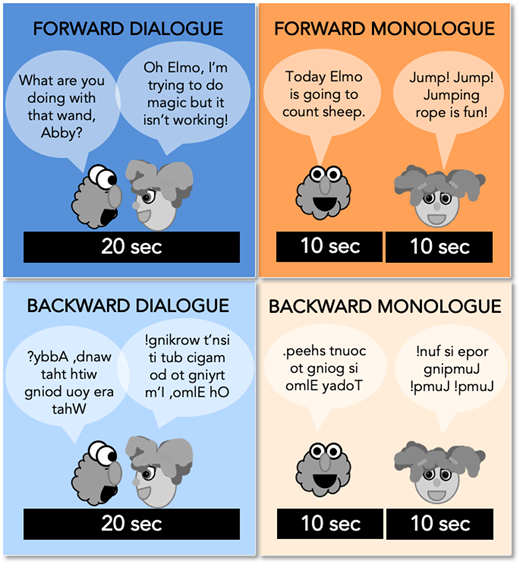 FORWARD DIALOGUE
What are you
doing with
that wand,
Abby?
Oh Elmo, I'm
trying to do
magic but it
isn't working!
20 sec
FORWARD MONOLOGUE
Today Elmo
is going to
count sheep.
Jump! Jump!
Jumping
rope is fun!
10 sec
10 sec
BACKWARD DIALOGUE
?ybbA ,dnaw
taht htiw gniod
uoy era
tahW
!gnikrow t'nsi
ti tub cigam
od ot gniyrt
m'I ,omlE hO
20 sec
BACKWARD MONOLOGUE
.peehs tnuoc
ot gniog si
omlE yadoT
!nuf si epor
gnipmuJ
!pmuJ !pmuJ
10 sec
10 sec